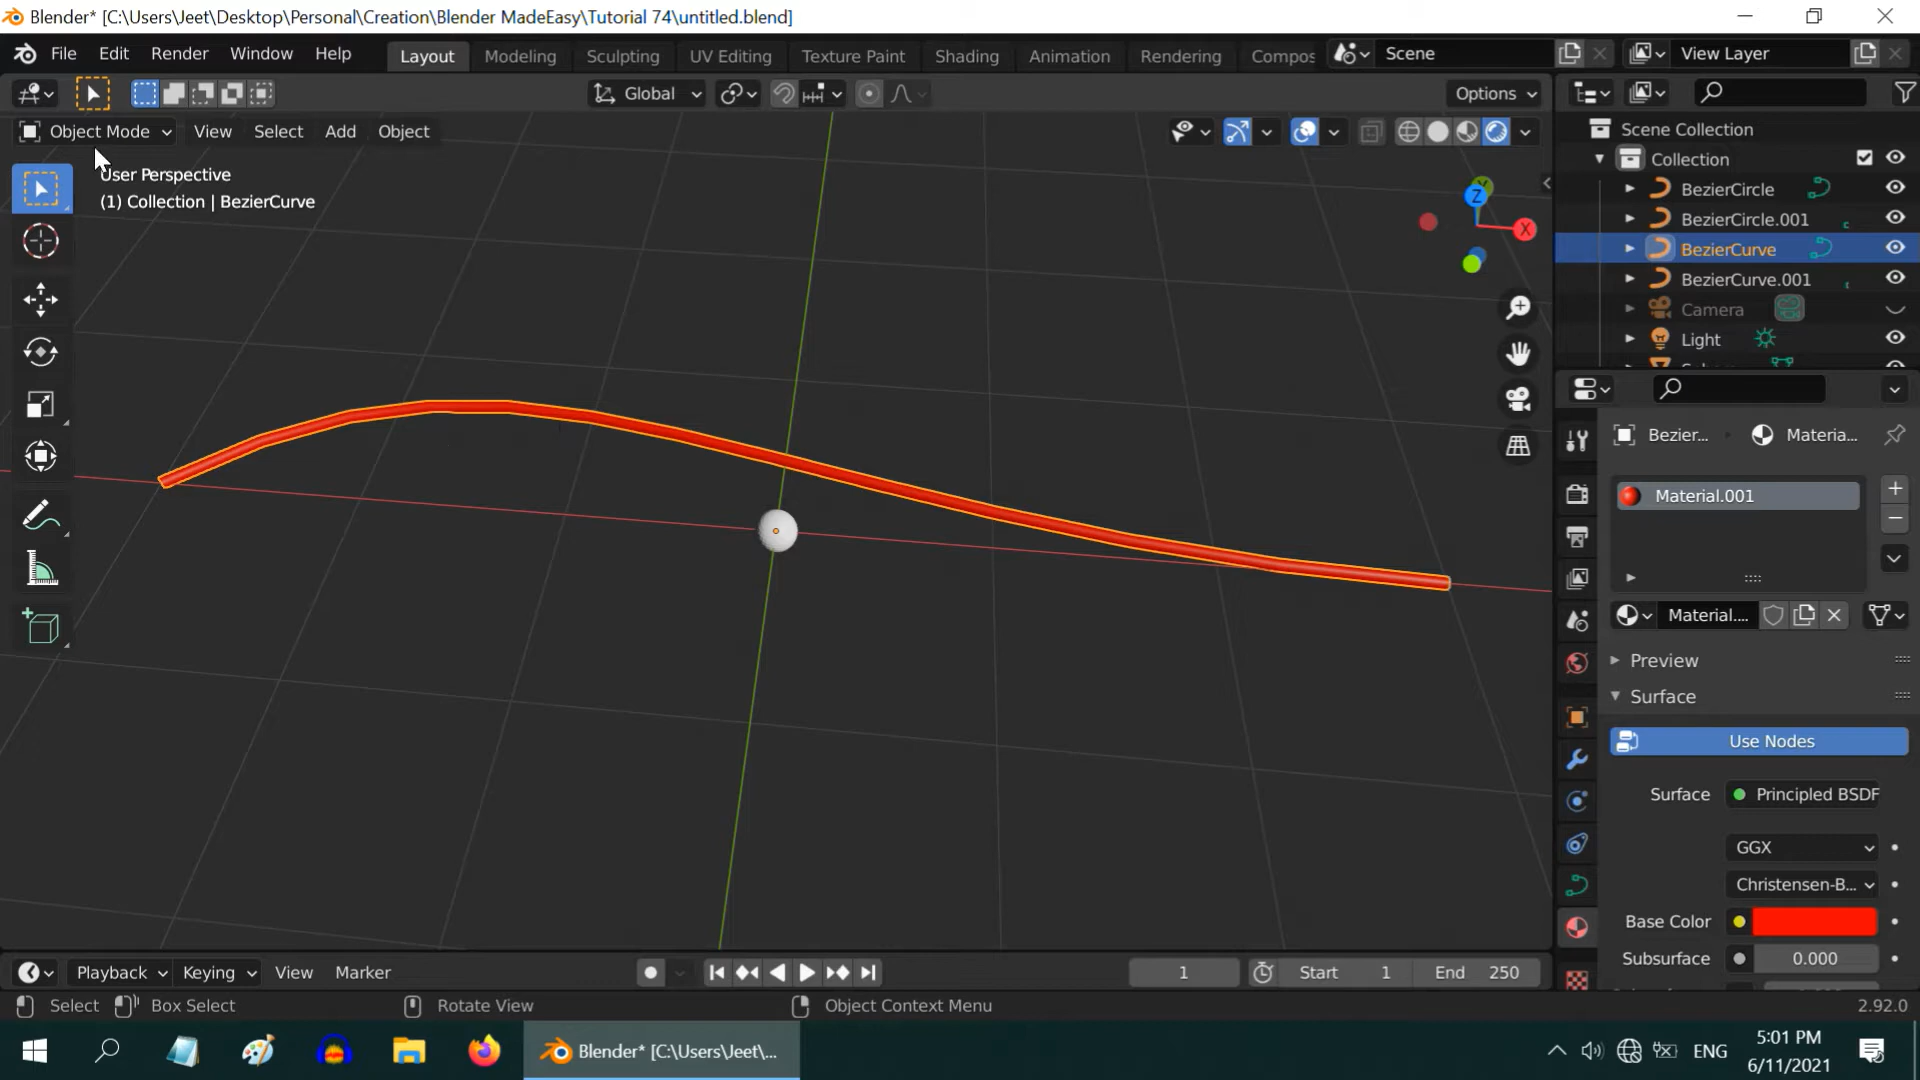 Blender* [C:\Users\Jeet\Desktop\Personal\Creation\Blender MadeEasy\Tutorial 74\untitled.blend]
File Edit Render Window Help Layout Modeling Sculpting UV Editing Texture Paint Shading Animation Rendering Compos Scene View Layer
Global Options
Object Mode View Select Add Object
User Perspective
(1) Collection | BezierCurve
Z
X
Scene Collection
Collection
BezierCircle
BezierCircle.001
BezierCurve
BezierCurve.001
Camera
Light
Bezier... Materia...
Material.001
Material....
Preview
Surface
Use Nodes
Surface Principled BSDF
GGX
Christensen-B...
Base Color
Subsurface 0.000
Playback Keying View Marker 1 Start 1 End 250
Select Box Select Rotate View Object Context Menu 2.92.0
Blender* [C:\Users\Jeet\... ENG
5:01 PM
6/11/2021